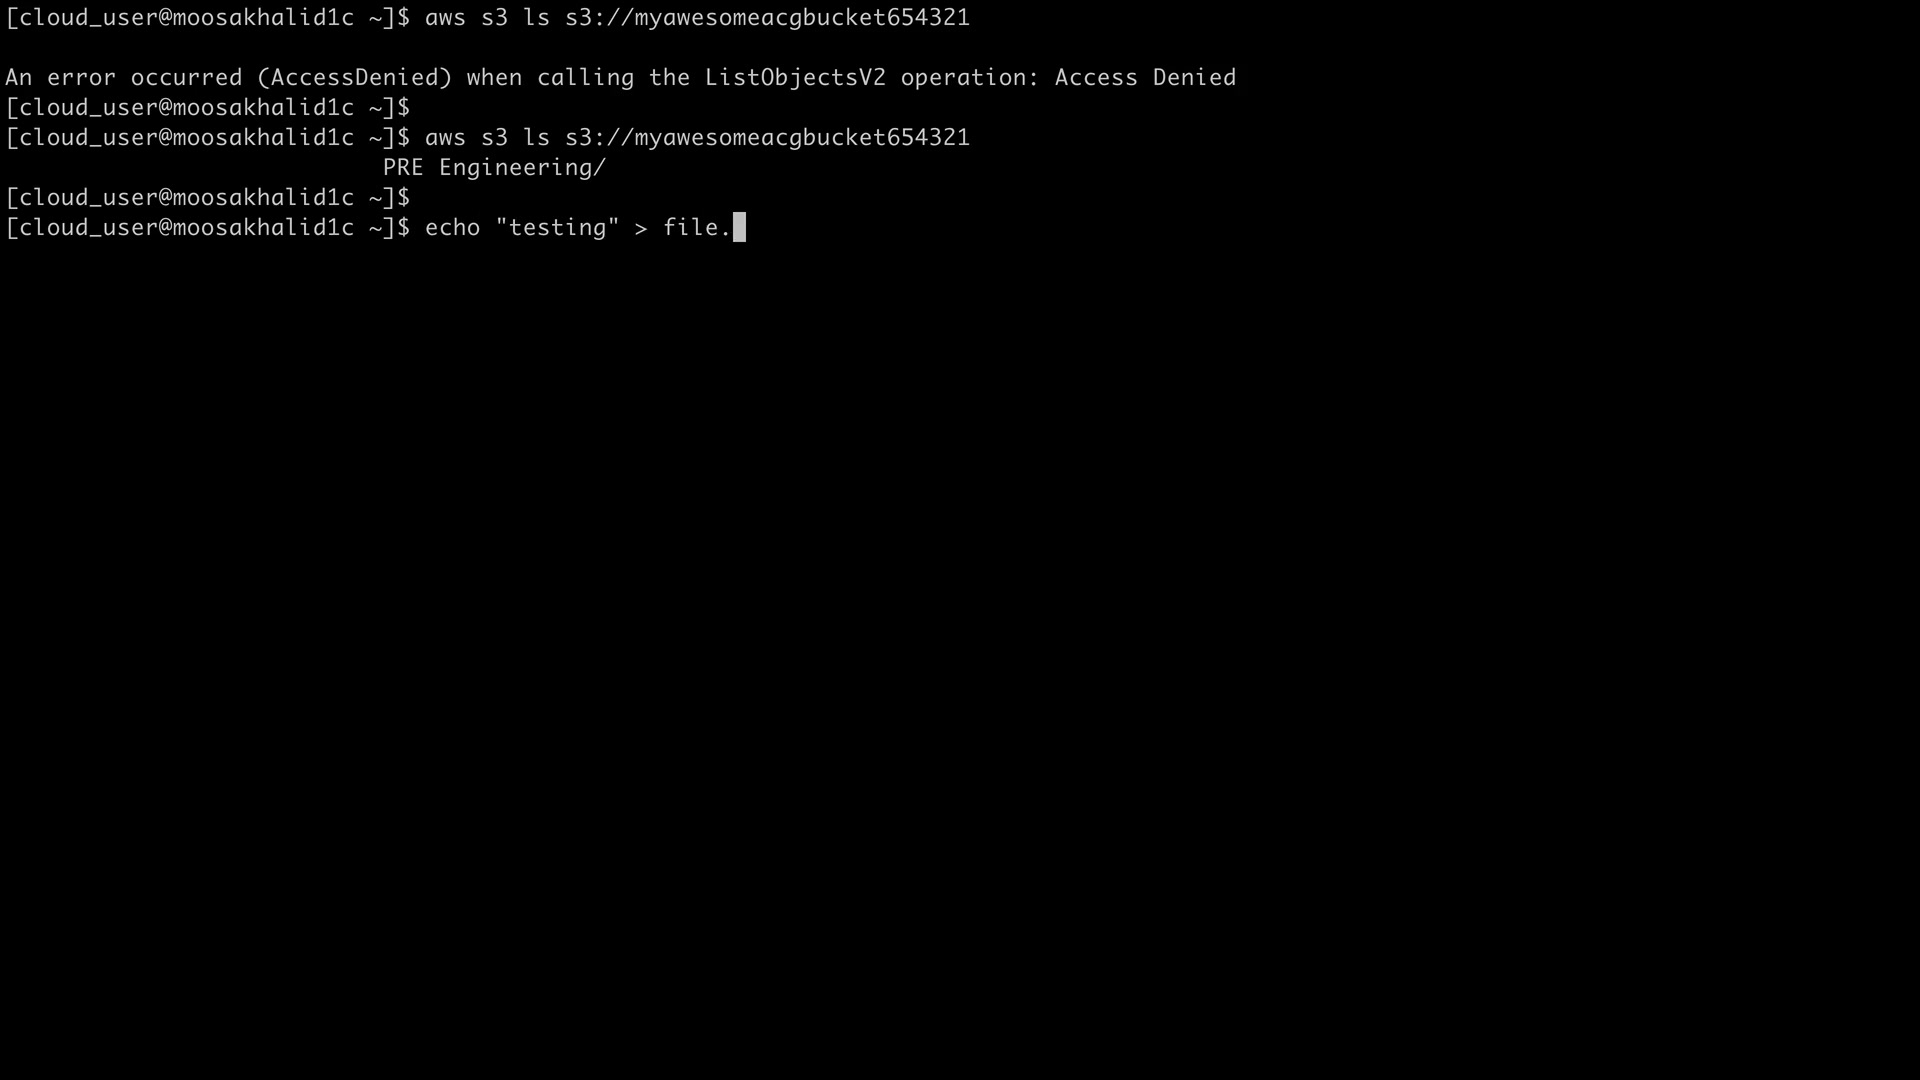 [cloud_user@moosakhalid1c ~]$ aws s3 ls s3://myawesomeacgbucket654321
An error occurred (AccessDenied) when calling the ListObjectsV2 operation: Access Denied
[cloud_user@moosakhalid1c ~]$
[cloud_user@moosakhalid1c ~]$ aws s3 ls s3://myawesomeacgbucket654321
PRE Engineering/
[cloud_user@moosakhalid1c ~]$
[cloud_user@moosakhalid1c ~]$ echo "testing" > file.